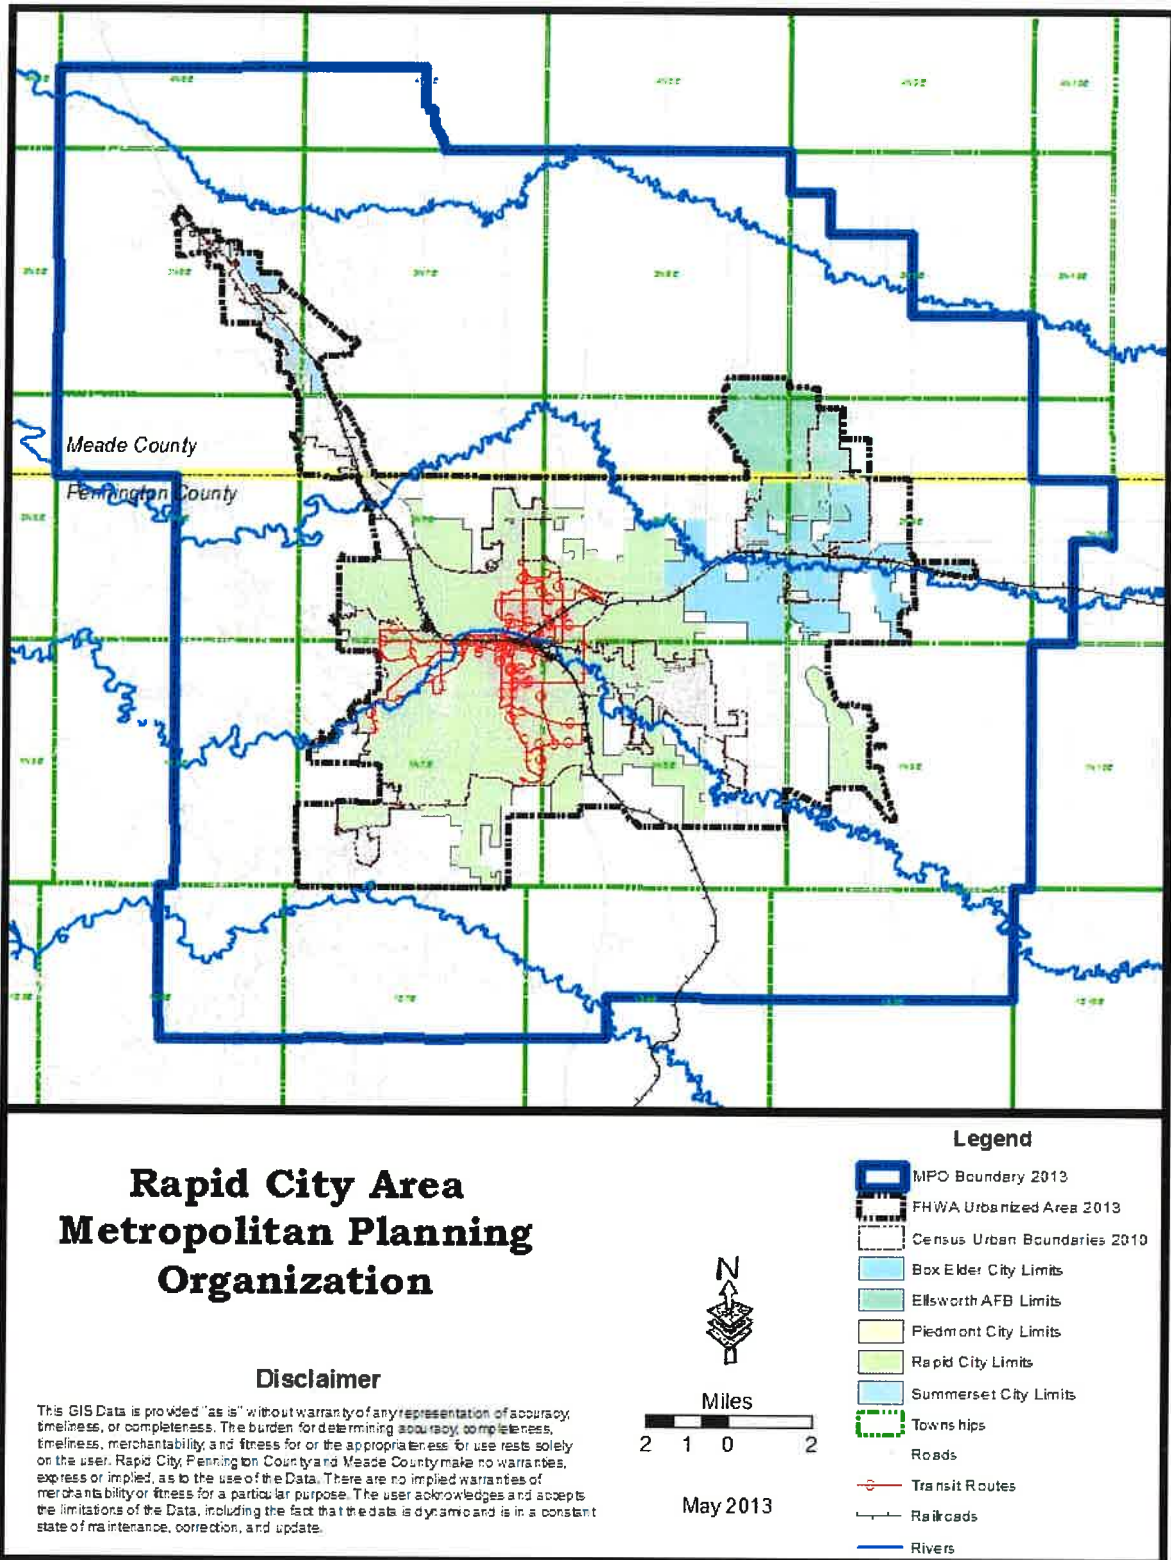 Meade County
Pennington County
Rapid City Area
Metropolitan Planning
Organization
Disclaimer
This GIS Data is provided "as is" without warranty of any representation of accuracy,
timeliness, or completeness. The burden for determining accuracy, completeness,
timeliness, merchantability and fitness for or the appropriateness for use rests solely
on the user. Rapid City, Pennington County and Meade County make no warranties,
express or implied, as to the use of the Data. There are no implied warranties of
merchantability or fitness for a particular purpose. The user acknowledges and accepts
the limitations of the Data, including the fact that the data is dynamic and is in a constant
state of maintenance, correction, and update.
N
Miles
2 1 0 2
May 2013
Legend
MPO Boundary 2013
FHWA Urbanized Area 2013
Census Urban Boundaries 2010
Box Elder City Limits
Ellsworth AFB Limits
Piedmont City Limits
Rapid City Limits
Summerset City Limits
Townships
Roads
Transit Routes
Railroads
Rivers